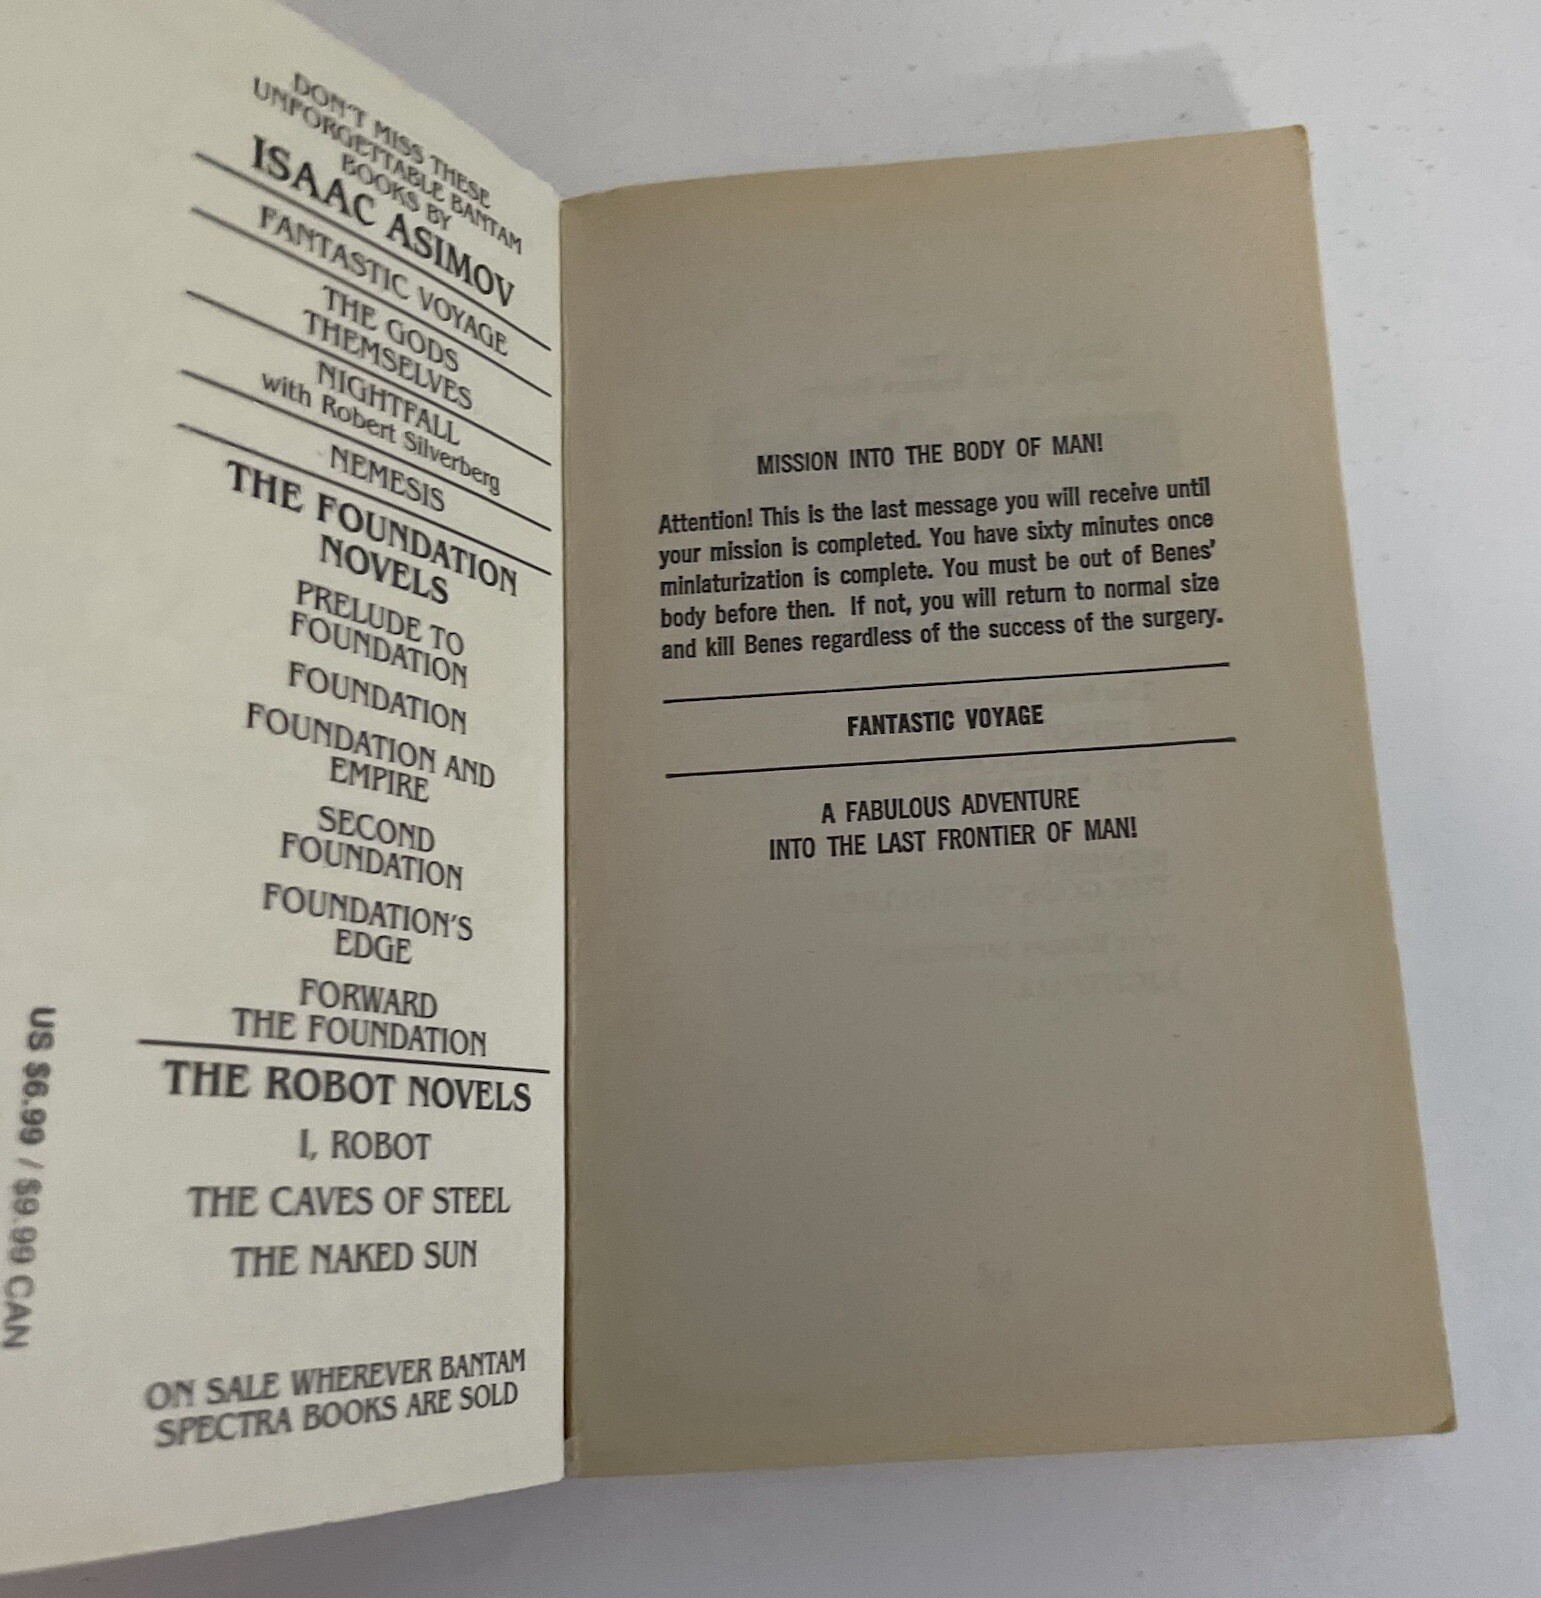 DON'T MISS THESE
UNFORGETTABLE BANTAM
BOOKS BY
ISAAC ASIMOV
FANTASTIC VOYAGE
THE GODS
THEMSELVES
NIGHTFALL
with Robert Silverberg
NEMESIS
THE FOUNDATION
NOVELS
PRELUDE TO
FOUNDATION
FOUNDATION
FOUNDATION AND
EMPIRE
SECOND
FOUNDATION
FOUNDATION'S
EDGE
FORWARD
THE FOUNDATION
THE ROBOT NOVELS
I, ROBOT
THE CAVES OF STEEL
THE NAKED SUN
ON SALE WHEREVER BANTAM
SPECTRA BOOKS ARE SOLD
US $6.99 / $9.99 CAN
MISSION INTO THE BODY OF MAN!
Attention! This is the last message you will receive until
your mission is completed. You have sixty minutes once
minlaturization is complete. You must be out of Benes'
body before then. If not, you will return to normal size
and kill Benes regardless of the success of the surgery.
FANTASTIC VOYAGE
A FABULOUS ADVENTURE
INTO THE LAST FRONTIER OF MAN!